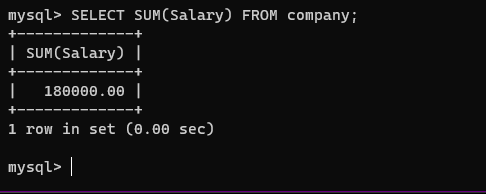 mysql> SELECT SUM(Salary) FROM company;
+-------------+
| SUM(Salary) |
+-------------+
|   180000.00 |
+-------------+
1 row in set (0.00 sec)
mysql>